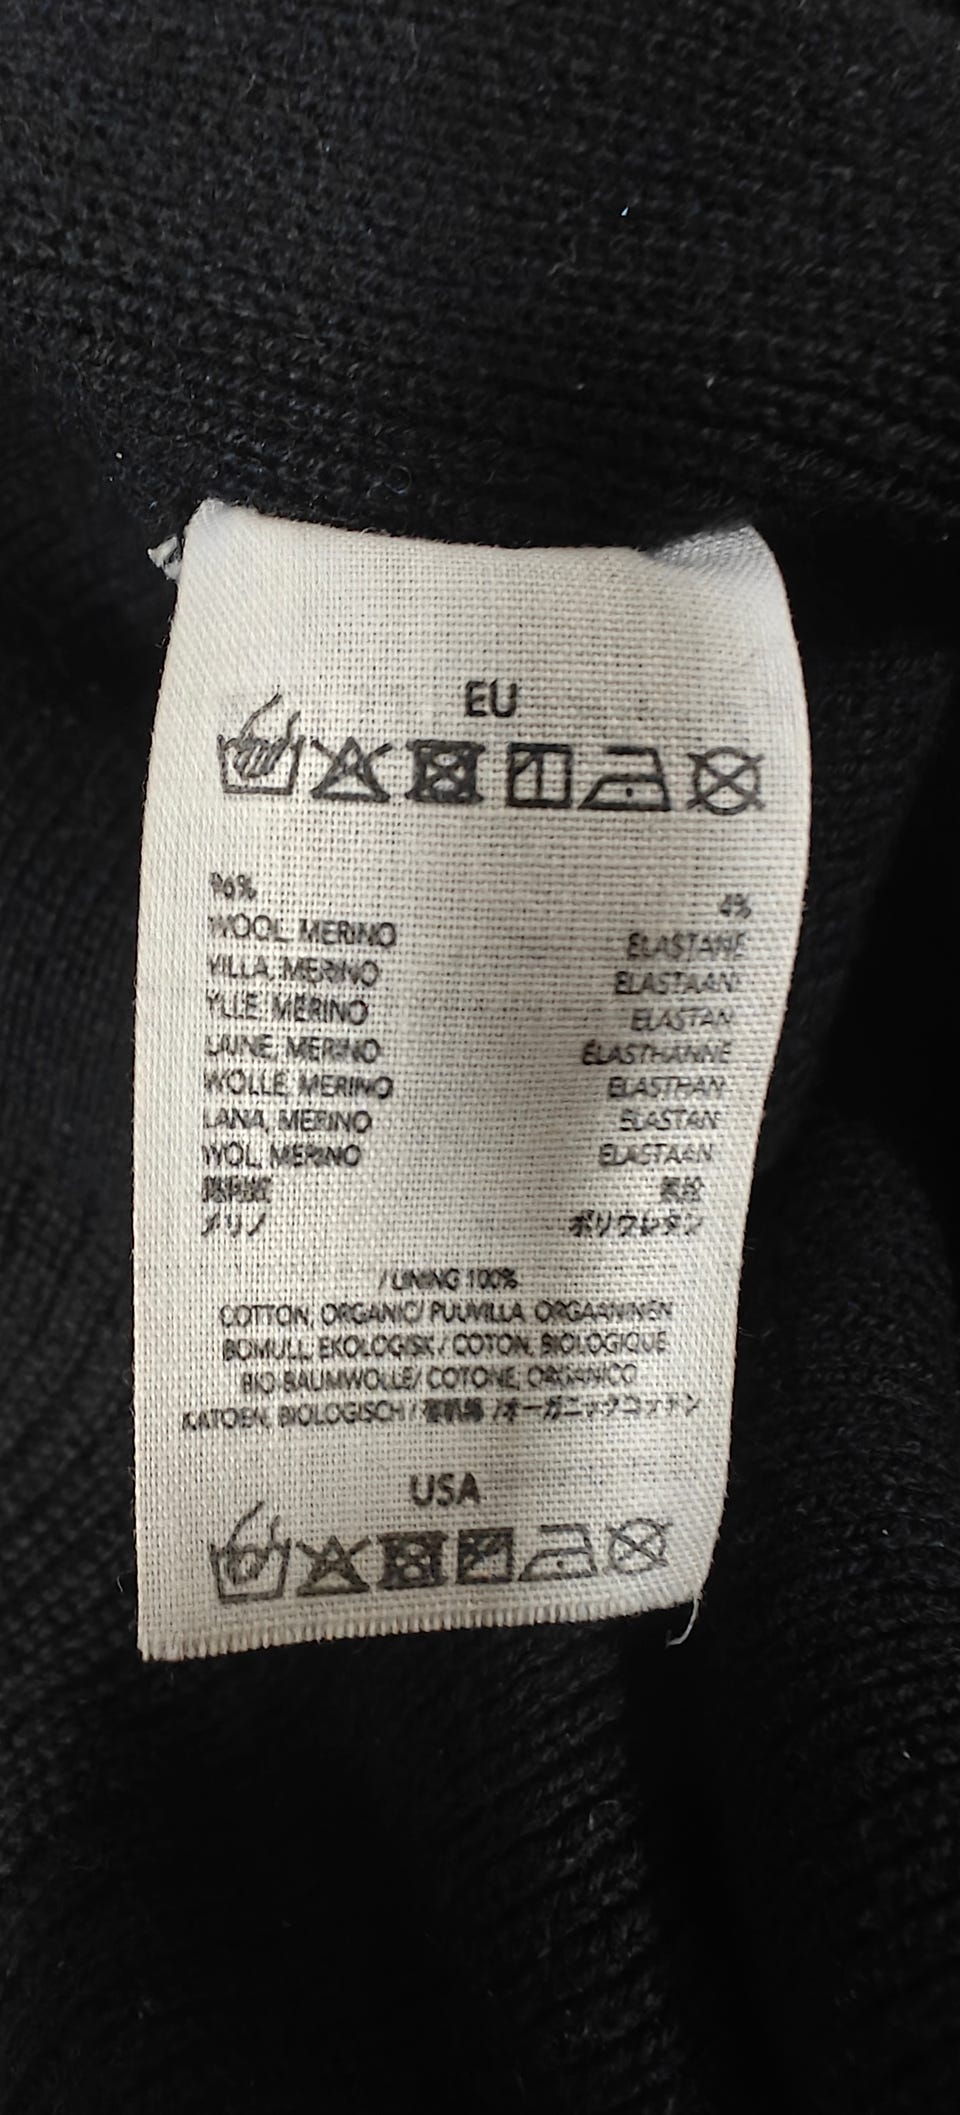 EU
96%
4%
WOOL, MERINO ELASTANE
VILLA, MERINO ELASTAANI
YLLE, MERINO ELASTAN
LAINE, MERINO ÉLASTHANNE
WOLLE, MERINO ELASTHAN
LANA, MERINO ELASTAN
WOL, MERINO ELASTAAN
メリノ ポリウレタン
/ LINING 100%
COTTON, ORGANIC/ PUUVILLA, ORGAANINEN
BOMULL, EKOLOGISK / COTON, BIOLOGIQUE
BIO-BAUMWOLLE/ COTONE, ORGANICO
KATOEN, BIOLOGISCH / /オーガニックコットン
USA